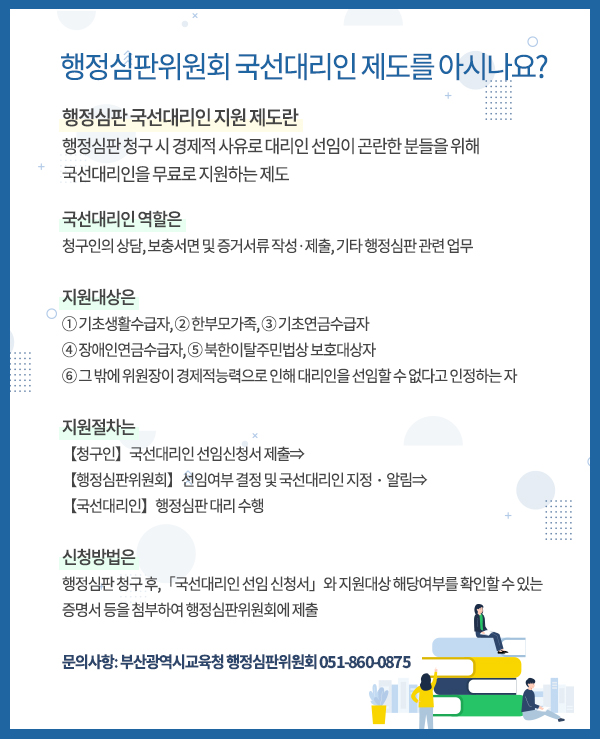 행정심판위원회 국선대리인 제도를 아시나요?
행정심판 국선대리인 지원 제도란
행정심판 청구 시 경제적 사유로 대리인 선임이 곤란한 분들을 위해
국선대리인을 무료로 지원하는 제도
국선대리인 역할은
청구인의 상담, 보충서면 및 증거서류 작성·제출, 기타 행정심판 관련 업무
지원대상은
① 기초생활수급자, ② 한부모가족, ③ 기초연금수급자
④ 장애인연금수급자, ⑤ 북한이탈주민법상 보호대상자
⑥ 그 밖에 위원장이 경제적능력으로 인해 대리인을 선임할 수 없다고 인정하는 자
지원절차는
【청구인】 국선대리인 선임신청서 제출⇒
【행정심판위원회】 선임여부 결정 및 국선대리인 지정 · 알림⇒
【국선대리인】 행정심판 대리 수행
신청방법은
행정심판 청구 후, 「국선대리인 선임 신청서」와 지원대상 해당여부를 확인할 수 있는
증명서 등을 첨부하여 행정심판위원회에 제출
문의사항: 부산광역시교육청 행정심판위원회 051-860-0875